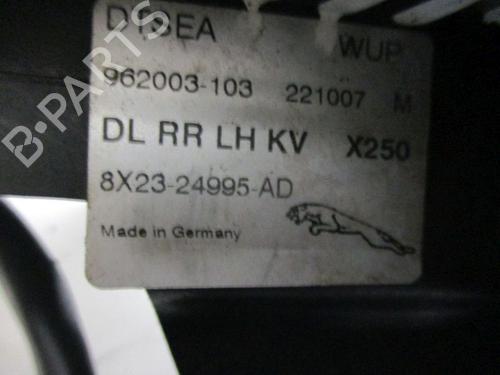 WUP
962003-103 221007 M
DL RR LH KV X250
8X23-24995-AD
Made in Germany
B-PARTS